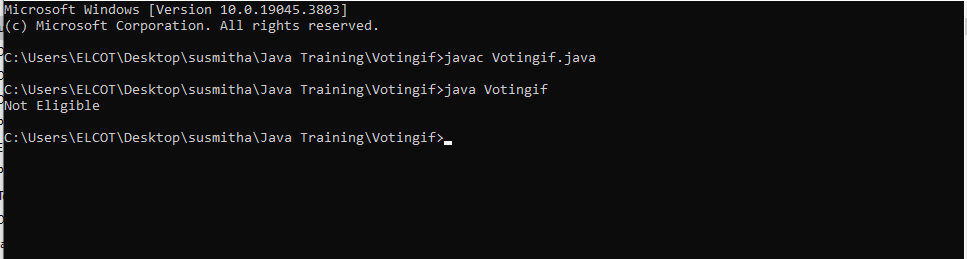 Microsoft Windows [Version 10.0.19045.3803]
(c) Microsoft Corporation. All rights reserved.
C:\Users\ELCOT\Desktop\susmitha\Java Training\Votingif>javac Votingif.java
C:\Users\ELCOT\Desktop\susmitha\Java Training\Votingif>java Votingif
Not Eligible
C:\Users\ELCOT\Desktop\susmitha\Java Training\Votingif>